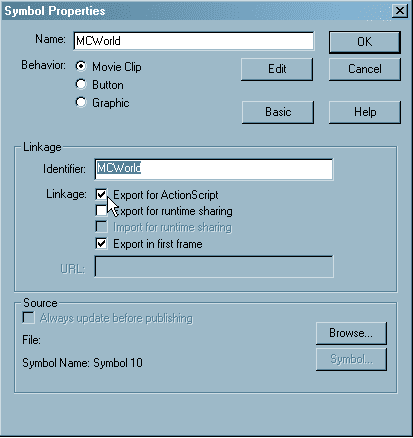 Symbol Properties
Name: MCWorld OK
Behavior: Movie Clip Edit Cancel
Button
Graphic Basic Help
Linkage
Identifier: MCWorld
Linkage: Export for ActionScript
Export for runtime sharing
Import for runtime sharing
Export in first frame
URL:
Source
Always update before publishing
File: Browse...
Symbol Name: Symbol 10 Symbol...